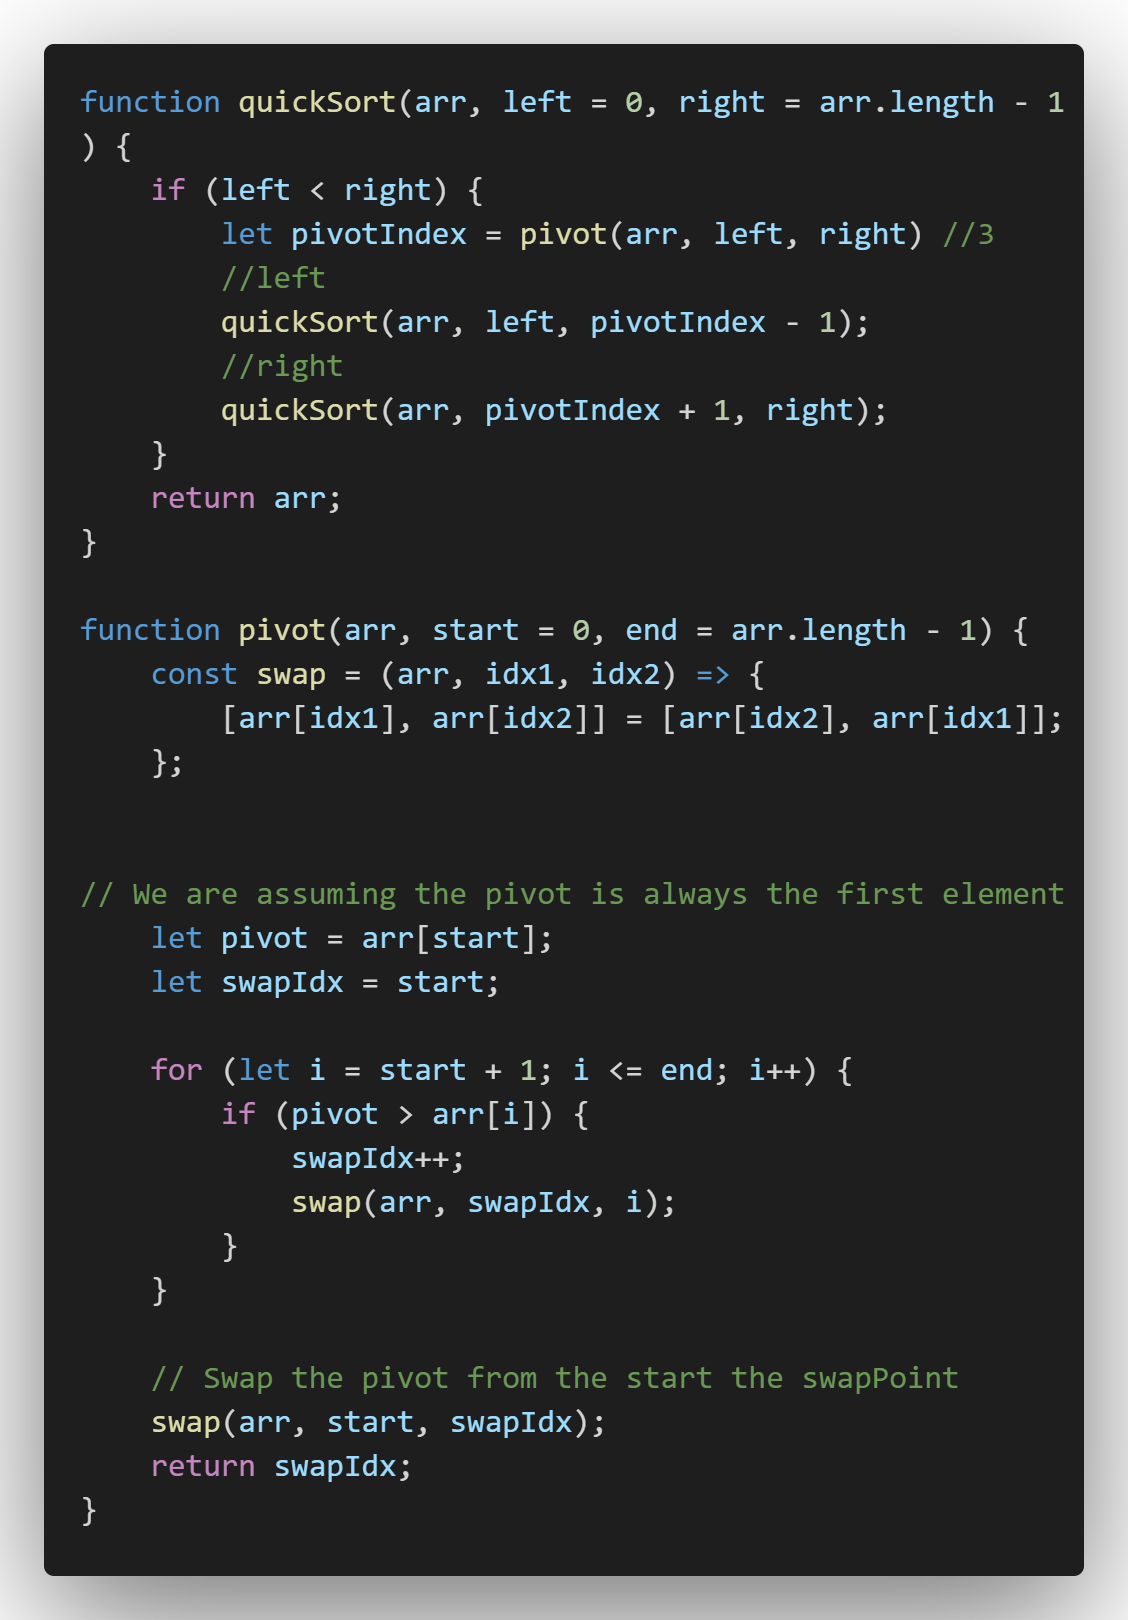 function quickSort(arr, left = 0, right = arr.length - 1
) {
    if (left < right) {
        let pivotIndex = pivot(arr, left, right) //3
        //left
        quickSort(arr, left, pivotIndex - 1);
        //right
        quickSort(arr, pivotIndex + 1, right);
    }
    return arr;
}

function pivot(arr, start = 0, end = arr.length - 1) {
    const swap = (arr, idx1, idx2) => {
        [arr[idx1], arr[idx2]] = [arr[idx2], arr[idx1]];
    };


// We are assuming the pivot is always the first element
    let pivot = arr[start];
    let swapIdx = start;

    for (let i = start + 1; i <= end; i++) {
        if (pivot > arr[i]) {
            swapIdx++;
            swap(arr, swapIdx, i);
        }
    }

    // Swap the pivot from the start the swapPoint
    swap(arr, start, swapIdx);
    return swapIdx;
}